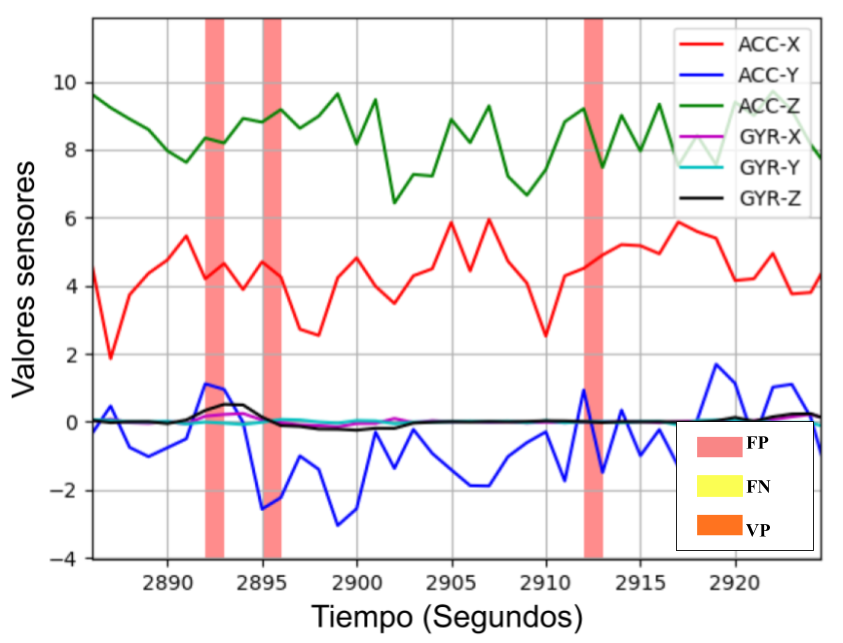 Valores sensores
10
8
6
4
2
0
−2
−4
ACC-X
ACC-Y
ACC-Z
GYR-X
GYR-Y
GYR-Z
FP
FN
VP
2890 2895 2900 2905 2910 2915 2920
Tiempo (Segundos)